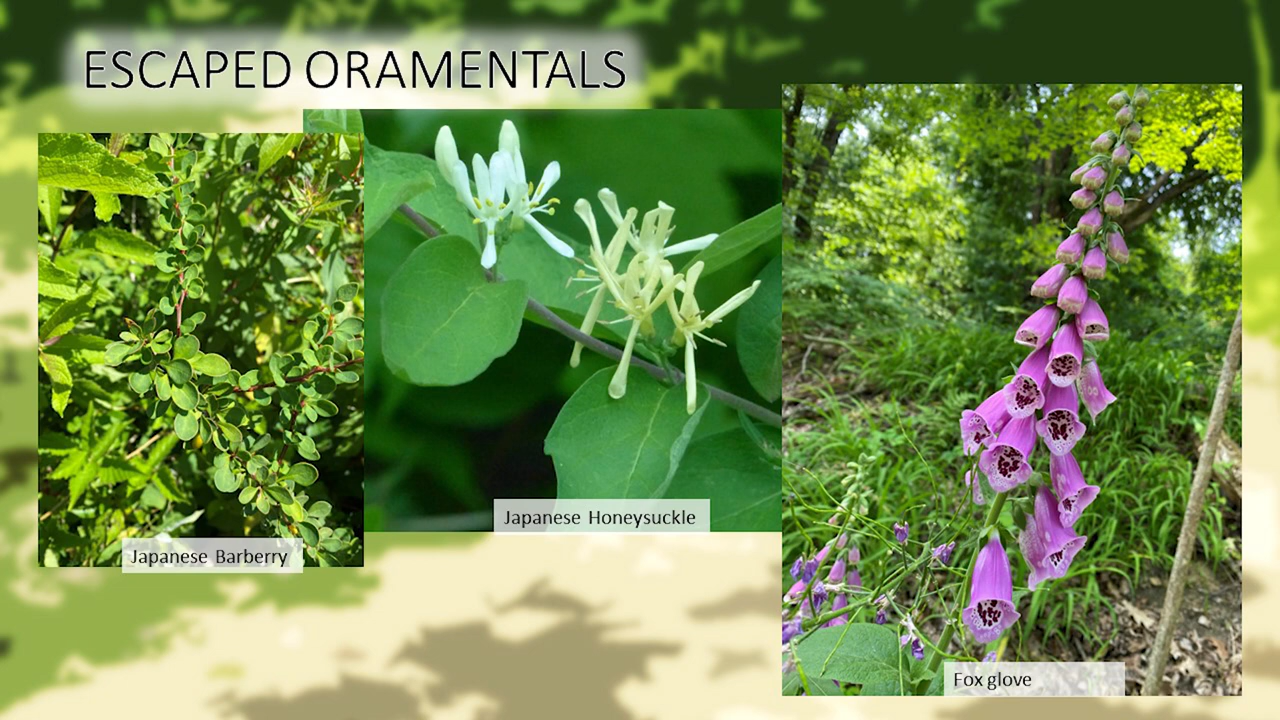 ESCAPED ORAMENTALS
Japanese Barberry
Japanese Honeysuckle
Fox glove